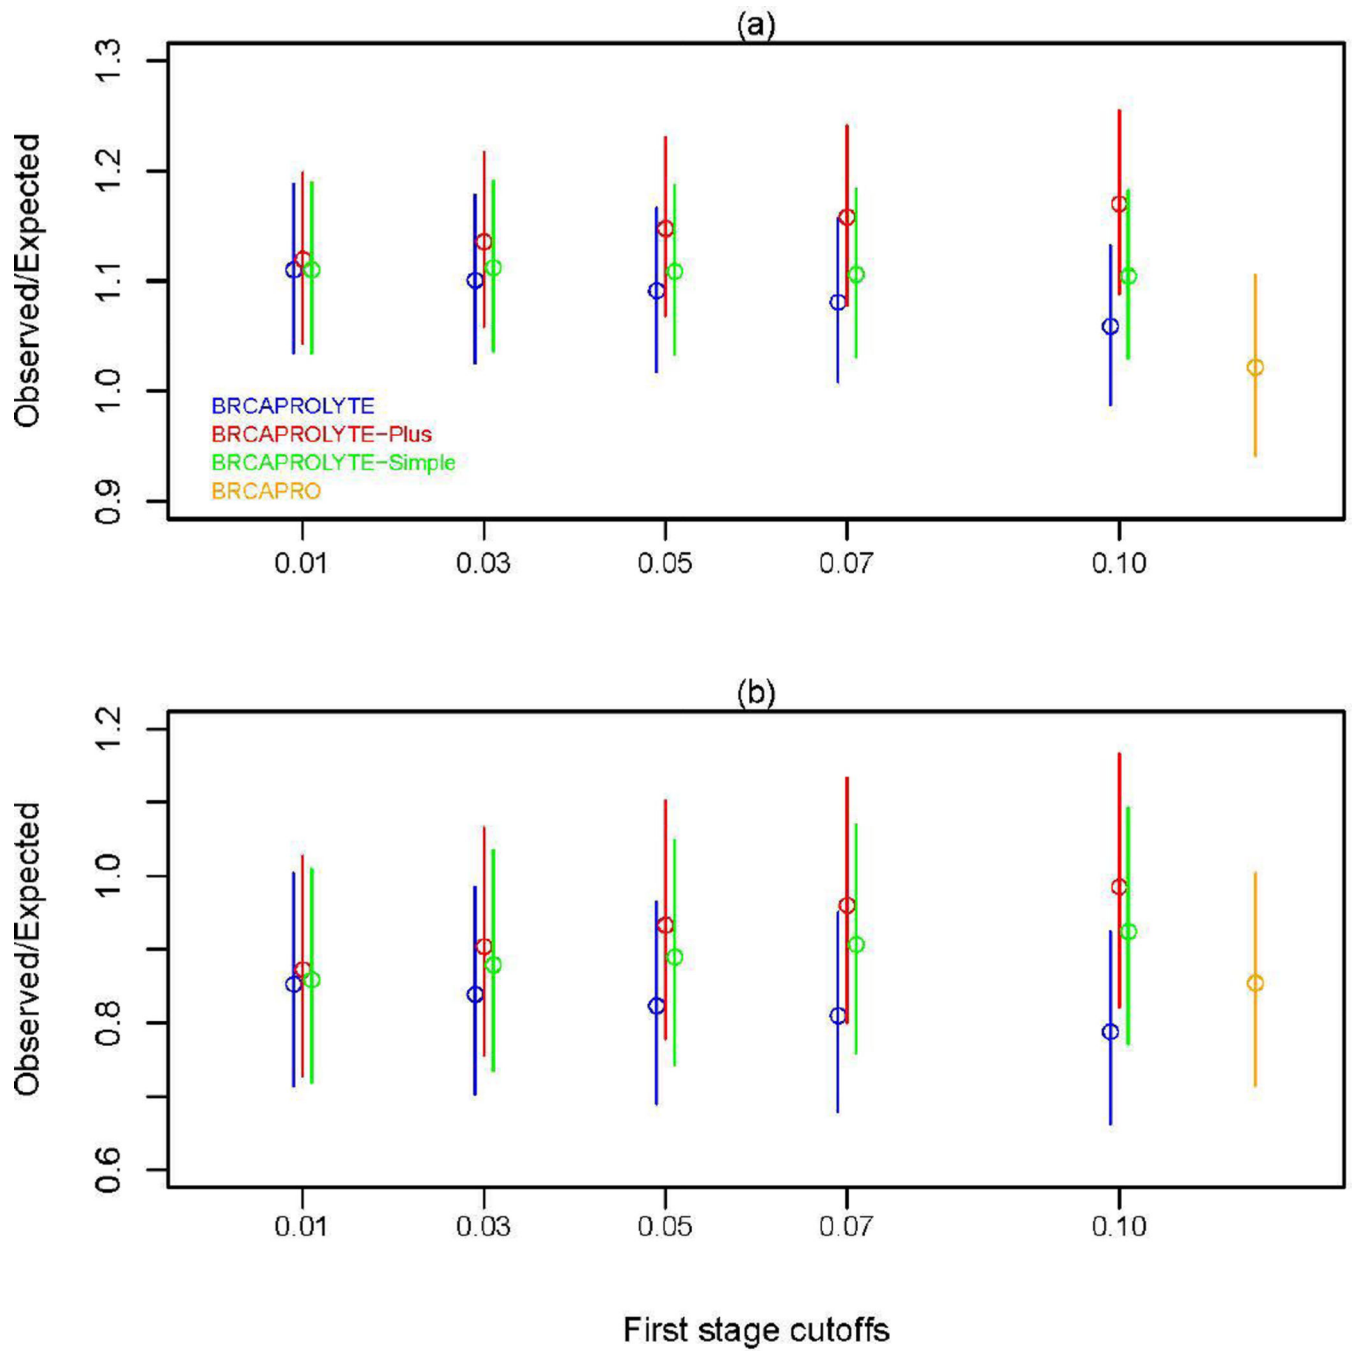 (a)
Observed/Expected
1.3
1.2
1.1
1.0
0.9
BRCAPROLYTE
BRCAPROLYTE−Plus
BRCAPROLYTE−Simple
BRCAPRO
0.01 0.03 0.05 0.07 0.10
(b)
Observed/Expected
1.2
1.0
0.8
0.6
0.01 0.03 0.05 0.07 0.10
First stage cutoffs